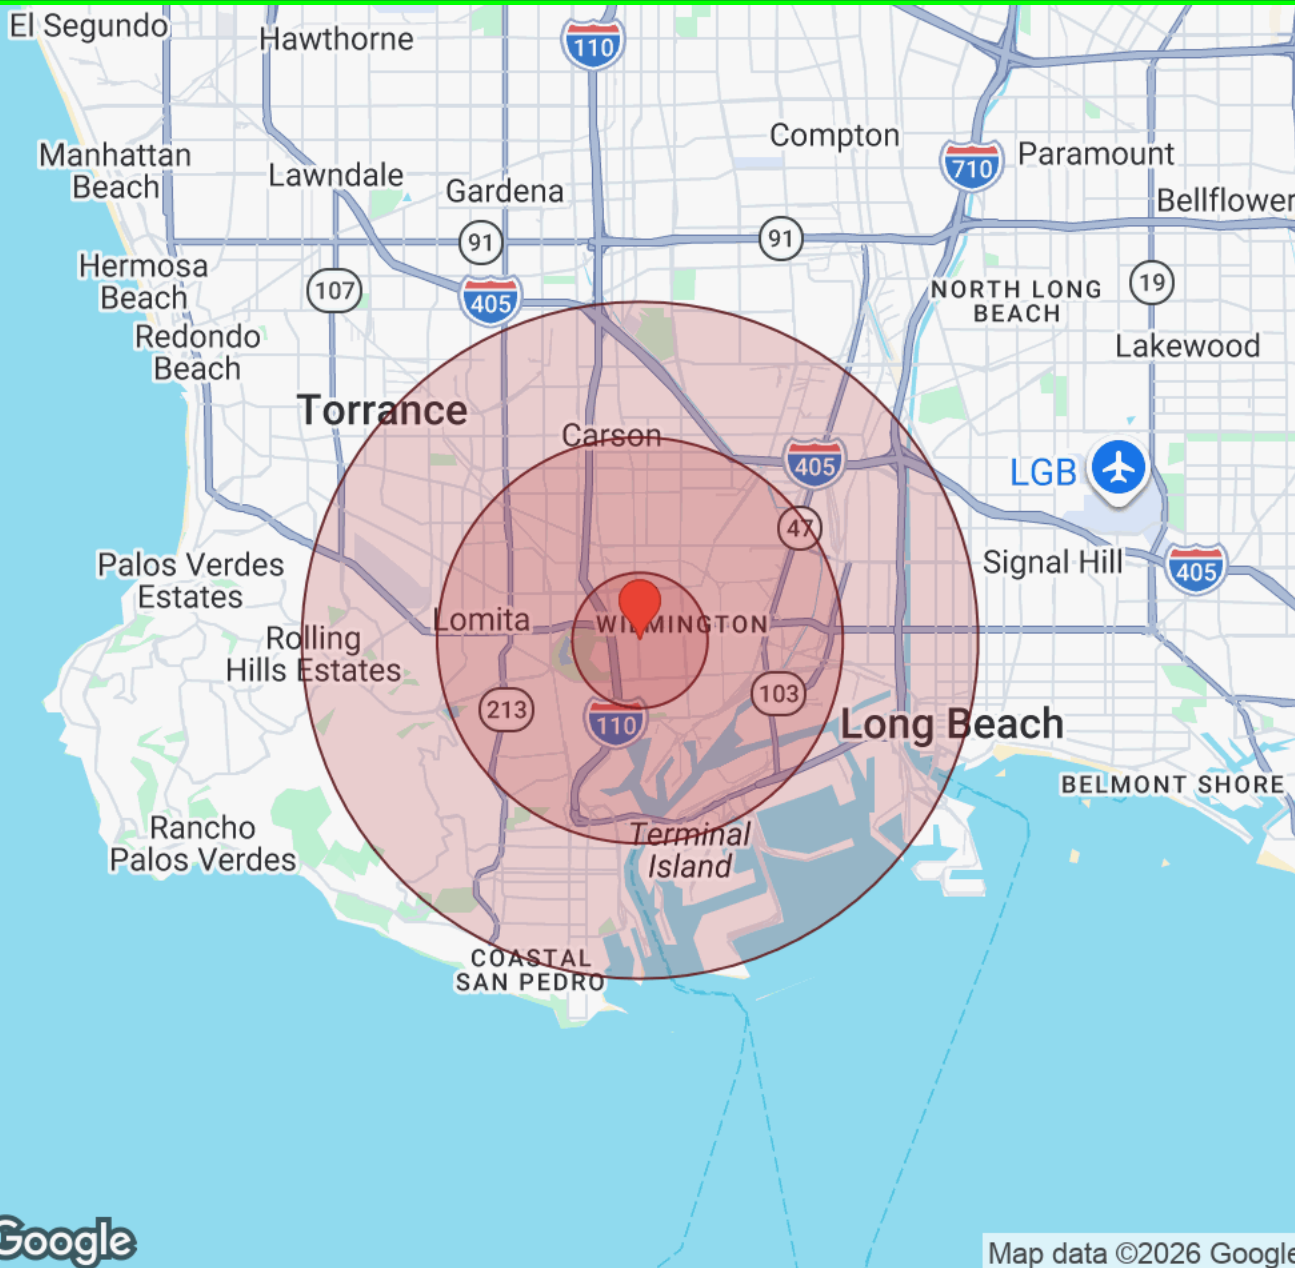 El Segundo
Hawthorne
110
Compton
Manhattan
Beach
Lawndale
Gardena
710
Paramount
Bellflower
91
91
Hermosa
Beach
107
405
NORTH LONG
BEACH
19
Redondo
Beach
Lakewood
Torrance
Carson
405
LGB
47
Palos Verdes
Estates
Signal Hill
405
Lomita
WILMINGTON
Rolling
Hills Estates
213
110
103
Long Beach
BELMONT SHORE
Rancho
Palos Verdes
Terminal
Island
COASTAL
SAN PEDRO
Google
Map data ©2026 Google